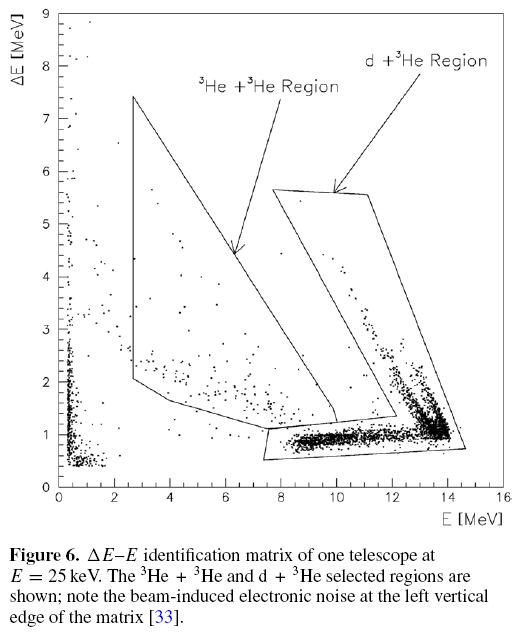 9
ΔE [MeV]
8
7
6
5
4
3
2
1
0
³He +³He Region
d +³He Region
0 2 4 6 8 10 12 14 16
E [MeV]
Figure 6. ΔE–E identification matrix of one telescope at
E = 25 keV. The ³He + ³He and d + ³He selected regions are
shown; note the beam-induced electronic noise at the left vertical
edge of the matrix [33].